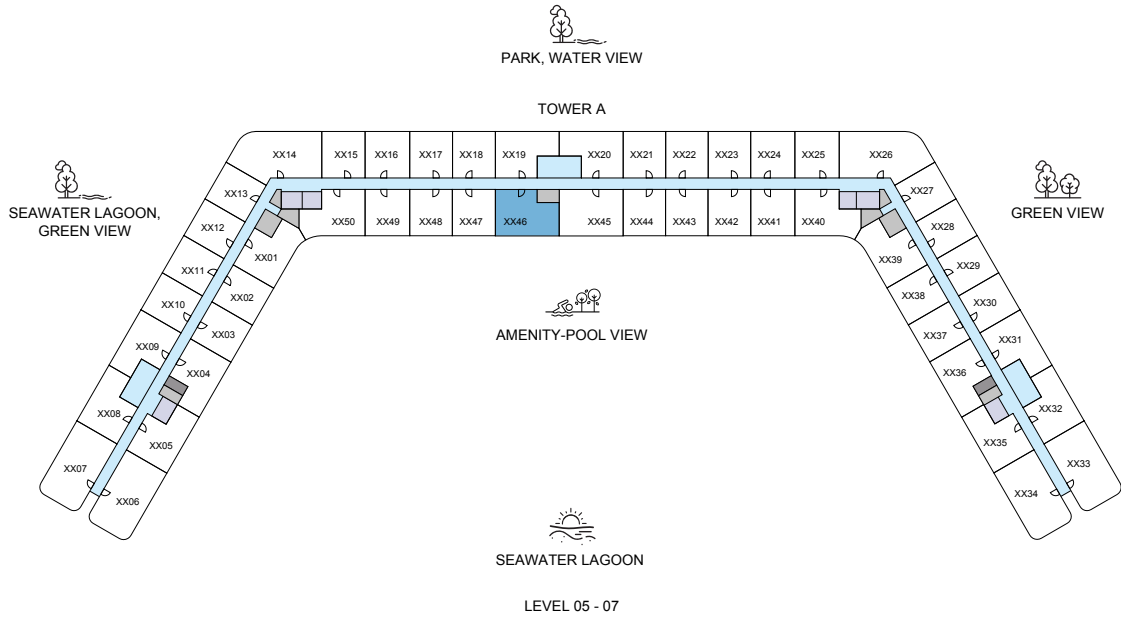 PARK, WATER VIEW
TOWER A
XX14
XX15
XX16
XX17
XX18
XX19
XX20
XX21
XX22
XX23
XX24
XX25
XX26
XX13
XX27
SEAWATER LAGOON,
GREEN VIEW
GREEN VIEW
XX12
XX50
XX49
XX48
XX47
XX46
XX45
XX44
XX43
XX42
XX41
XX40
XX28
XX01
XX39
XX11
XX29
XX02
XX38
XX10
XX30
XX03
XX37
AMENITY-POOL VIEW
XX09
XX31
XX04
XX36
XX08
XX32
XX05
XX35
XX07
XX33
XX06
XX34
SEAWATER LAGOON
LEVEL 05 - 07